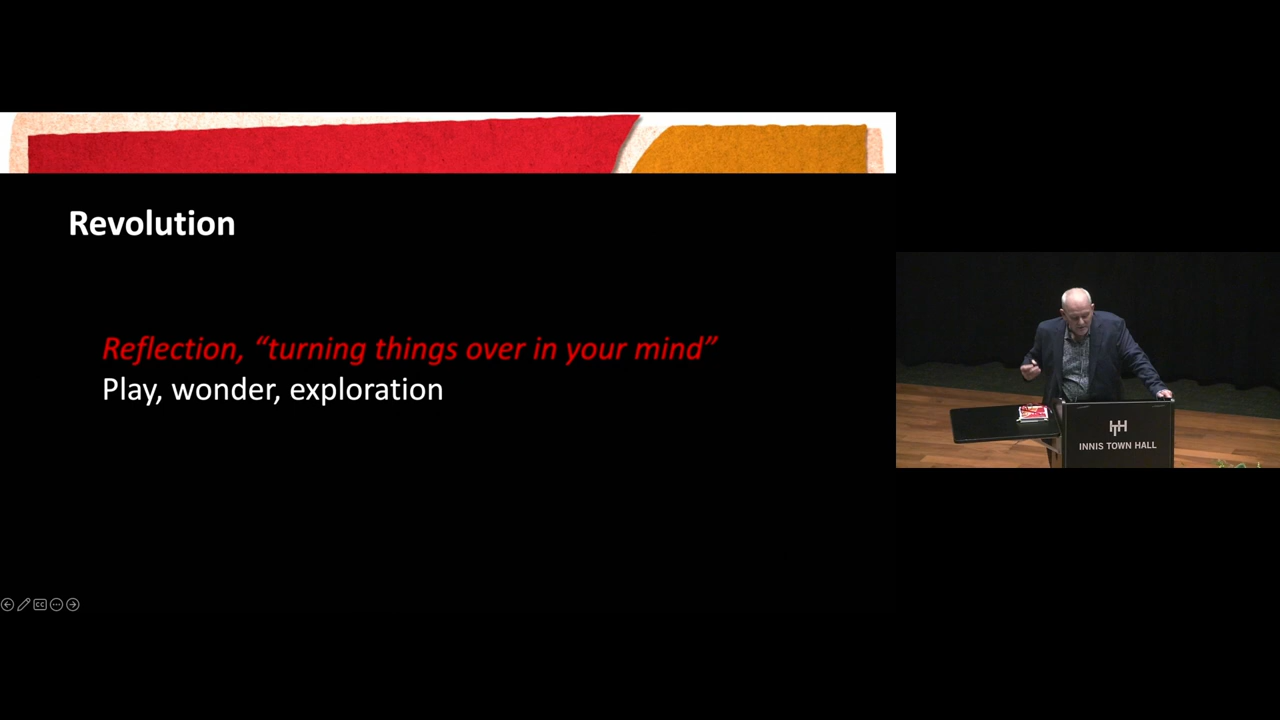 Revolution
Reflection, “turning things over in your mind”
Play, wonder, exploration
INNIS TOWN HALL